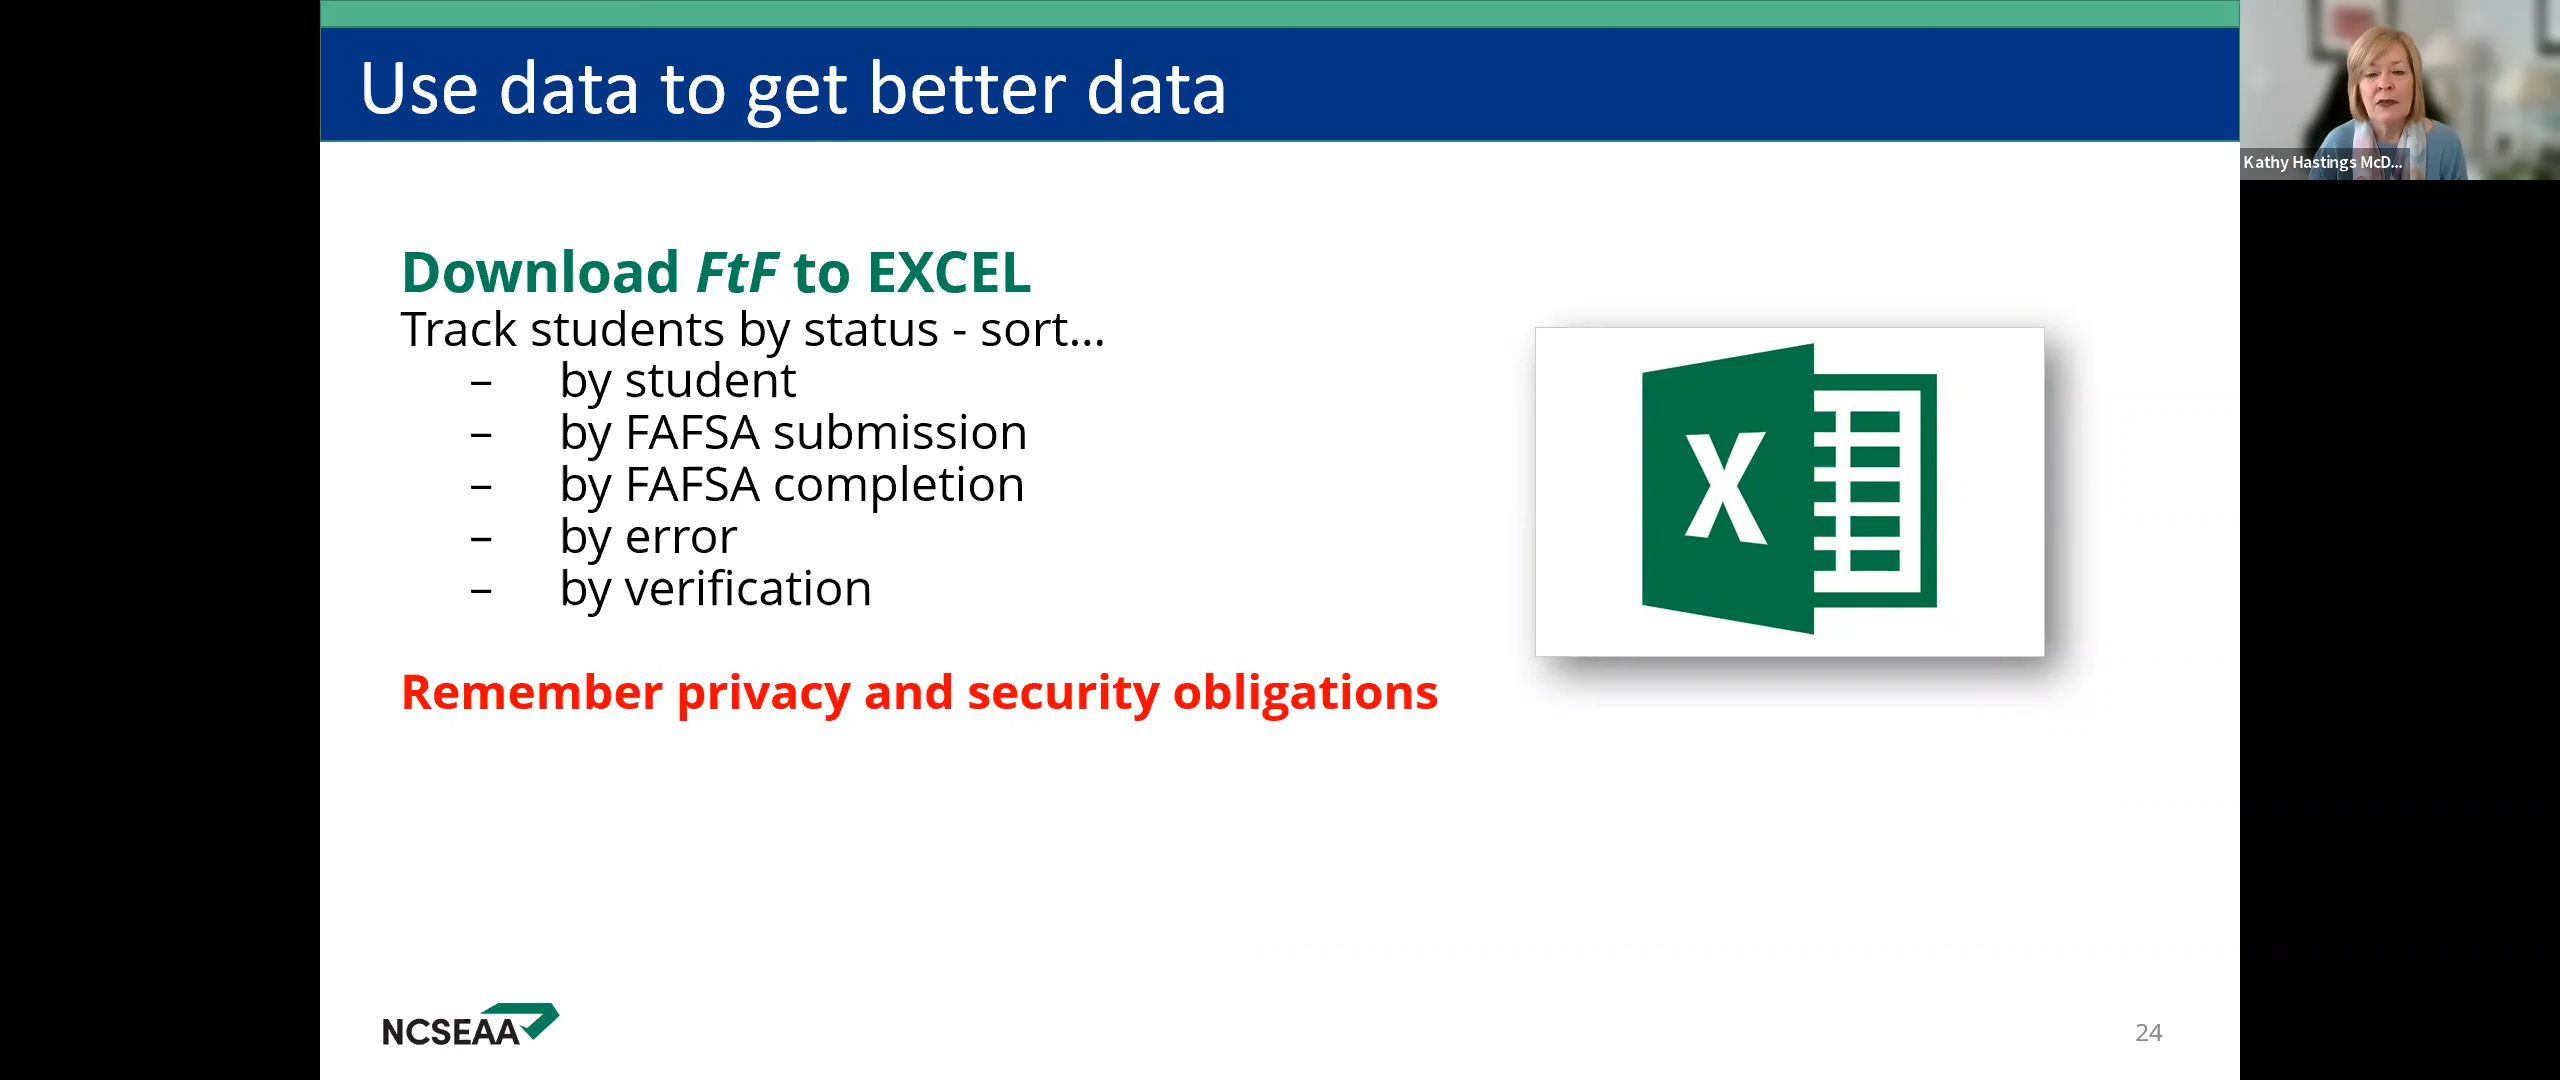 Use data to get better data
Kathy Hastings McD...
Download FtF to EXCEL
Track students by status - sort...
– by student
– by FAFSA submission
– by FAFSA completion
– by error
– by verification
X
Remember privacy and security obligations
NCSEAA
24